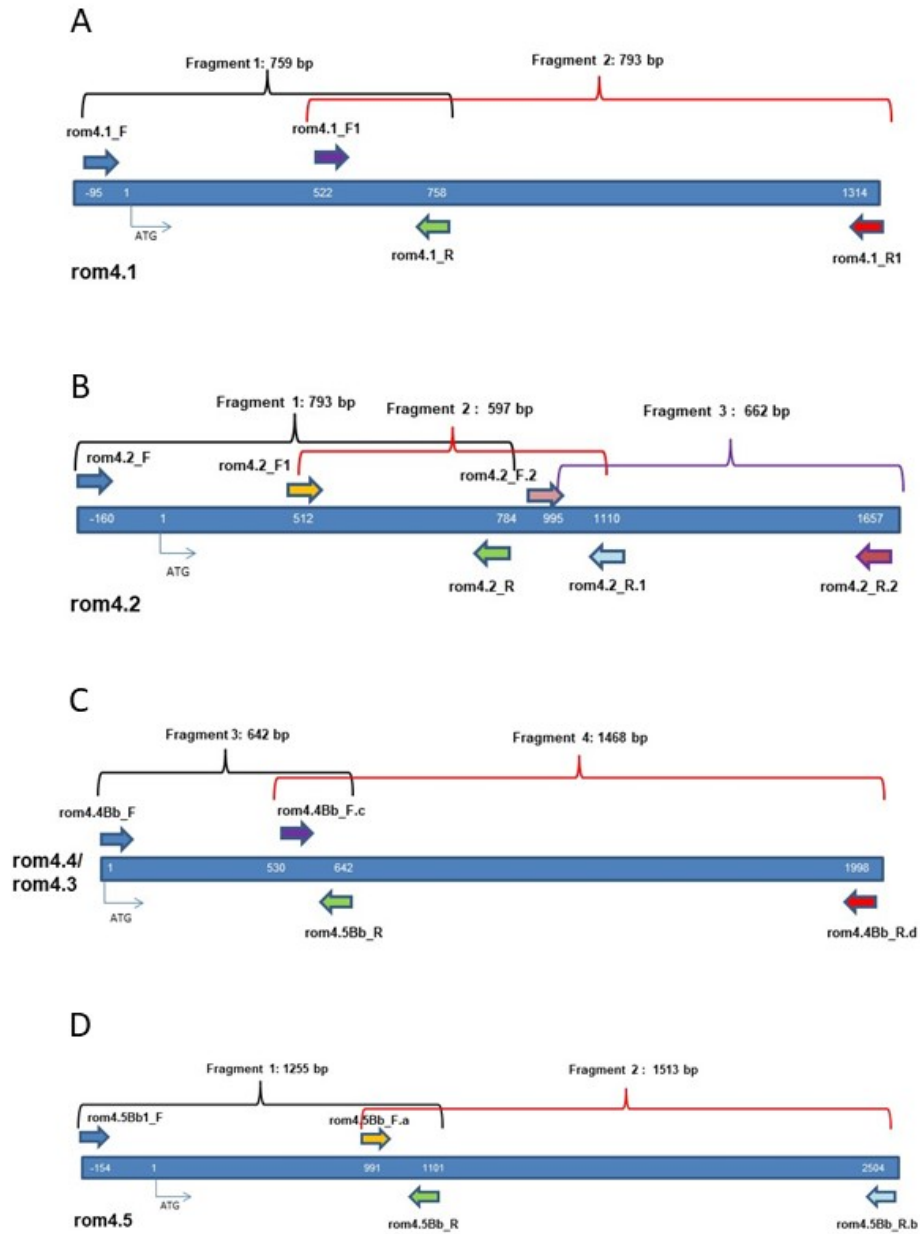 A
Fragment 1: 759 bp
Fragment 2: 793 bp
rom4.1_F
rom4.1_F1
-95 1 522 758 1314
ATG
rom4.1_R
rom4.1_R1
rom4.1
B
Fragment 1: 793 bp
Fragment 2 : 597 bp
Fragment 3 : 662 bp
rom4.2_F
rom4.2_F1
rom4.2_F.2
-160 1 512 784 995 1110 1657
ATG
rom4.2_R
rom4.2_R.1
rom4.2_R.2
rom4.2
C
Fragment 3: 642 bp
Fragment 4: 1468 bp
rom4.4Bb_F
rom4.4Bb_F.c
rom4.4/
rom4.3
1 530 642 1998
ATG
rom4.5Bb_R
rom4.4Bb_R.d
D
Fragment 1: 1255 bp
Fragment 2 : 1513 bp
rom4.5Bb1_F
rom4.5Bb_F.a
-154 1 991 1101 2504
ATG
rom4.5Bb_R
rom4.5Bb_R.b
rom4.5